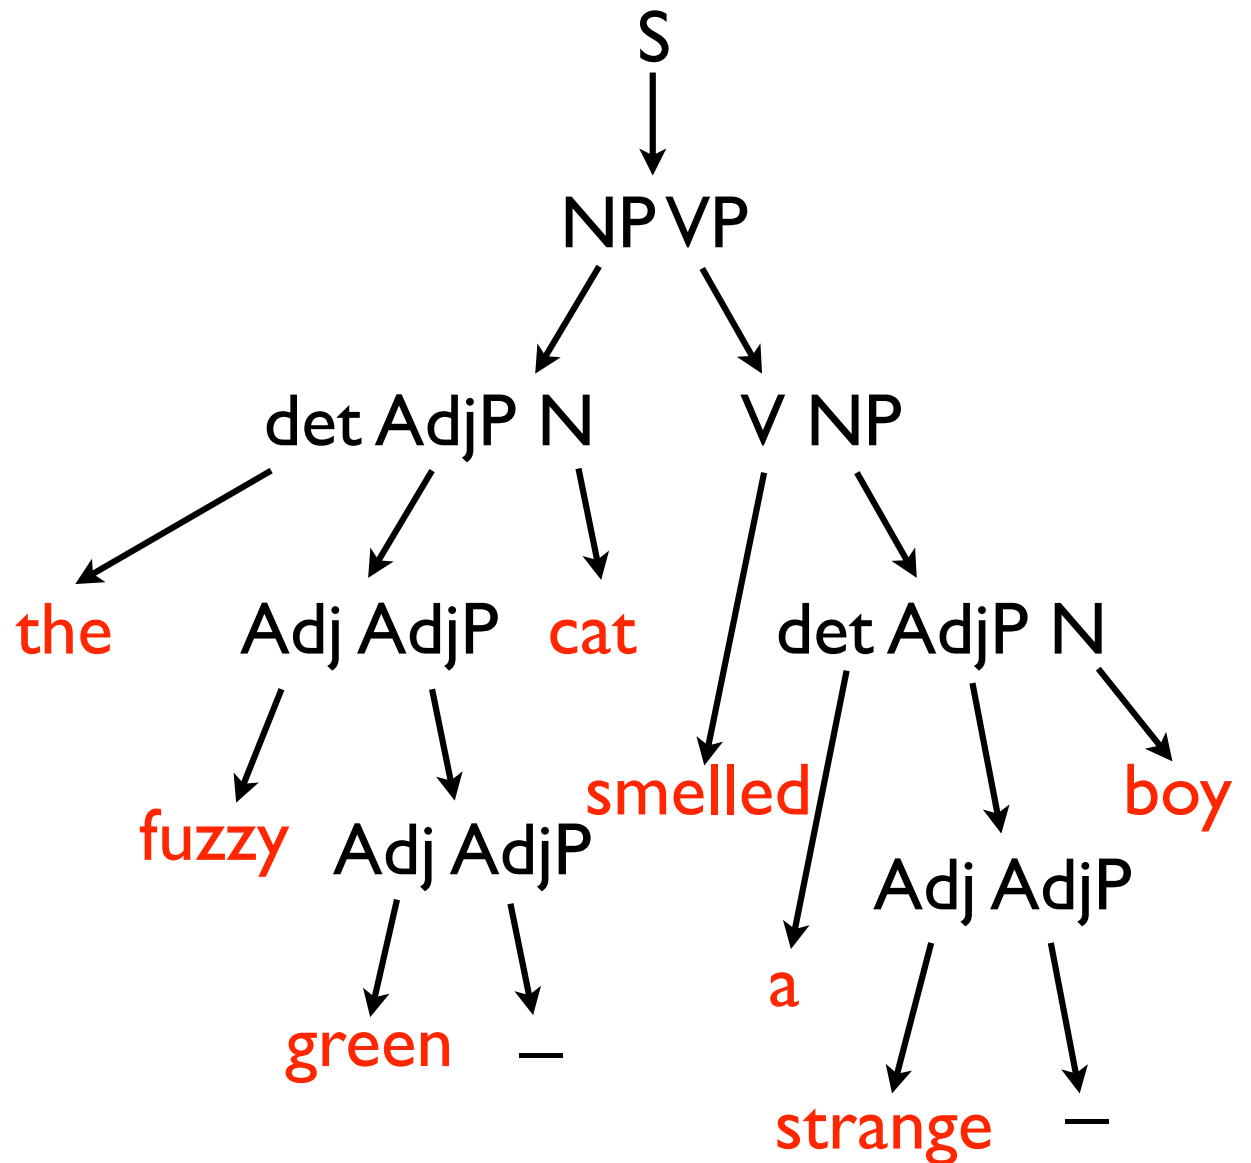 S
NP VP
det AdjP N V NP
the Adj AdjP cat det AdjP N
smelled boy
fuzzy Adj AdjP
Adj AdjP
a
green –
strange –